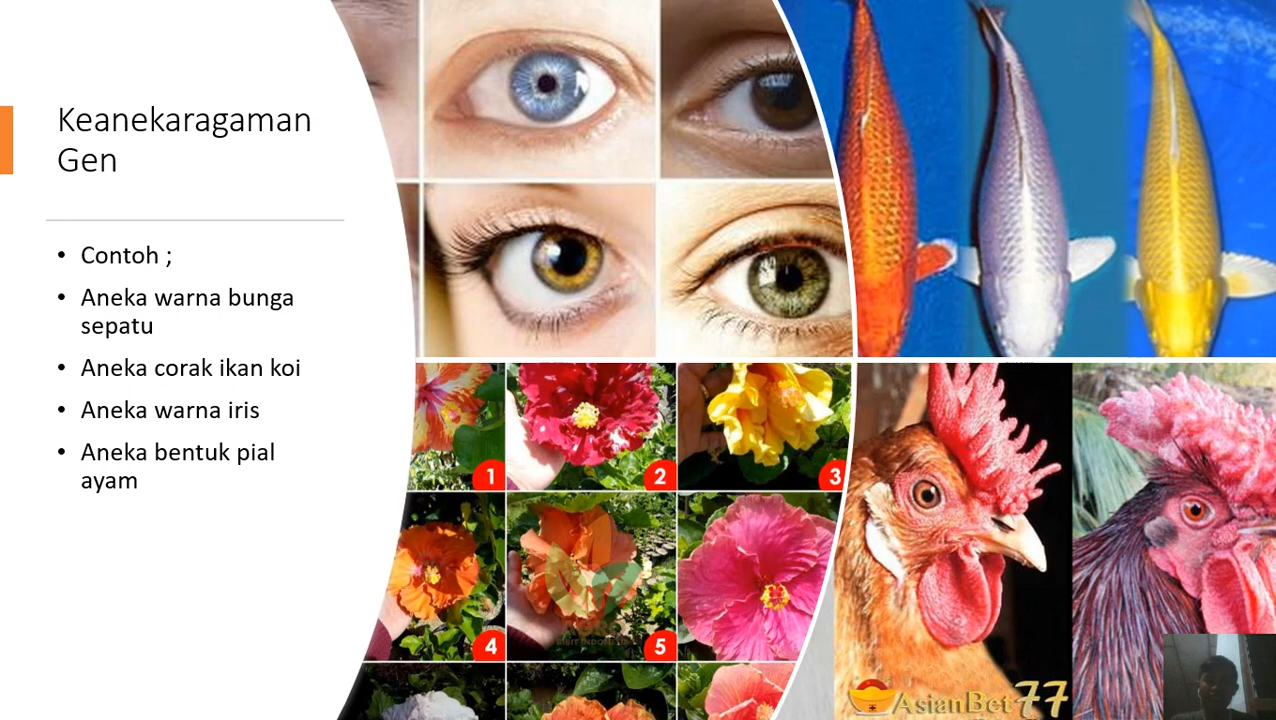 Keanekaragaman
Gen
• Contoh ;
• Aneka warna bunga
sepatu
• Aneka corak ikan koi
• Aneka warna iris
• Aneka bentuk pial
ayam
1
2
3
4
5
AsianBet77